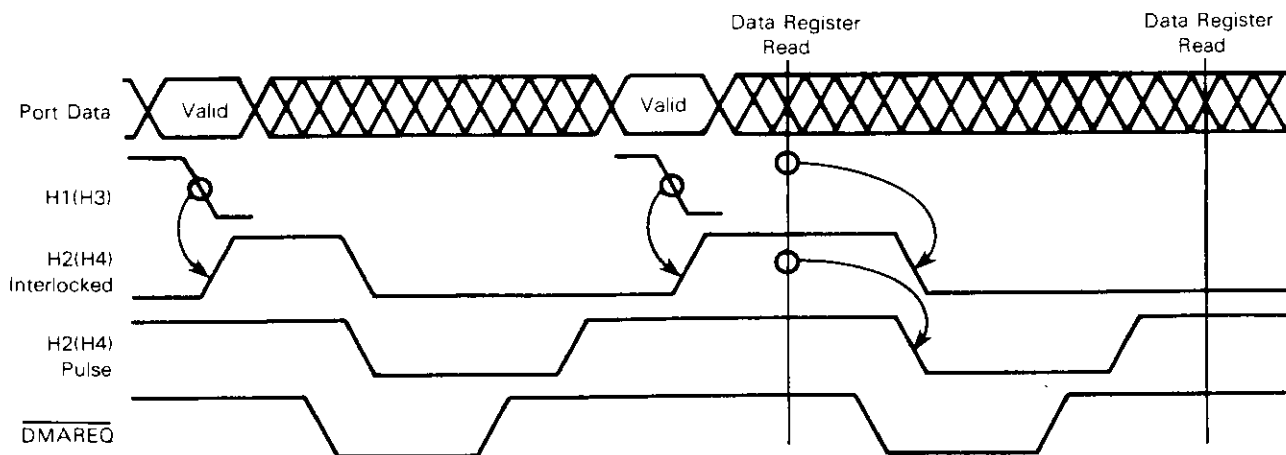 Data Register
Read
Data Register
Read
Port Data
Valid
Valid
H1(H3)
H2(H4)
Interlocked
H2(H4)
Pulse
DMAREQ